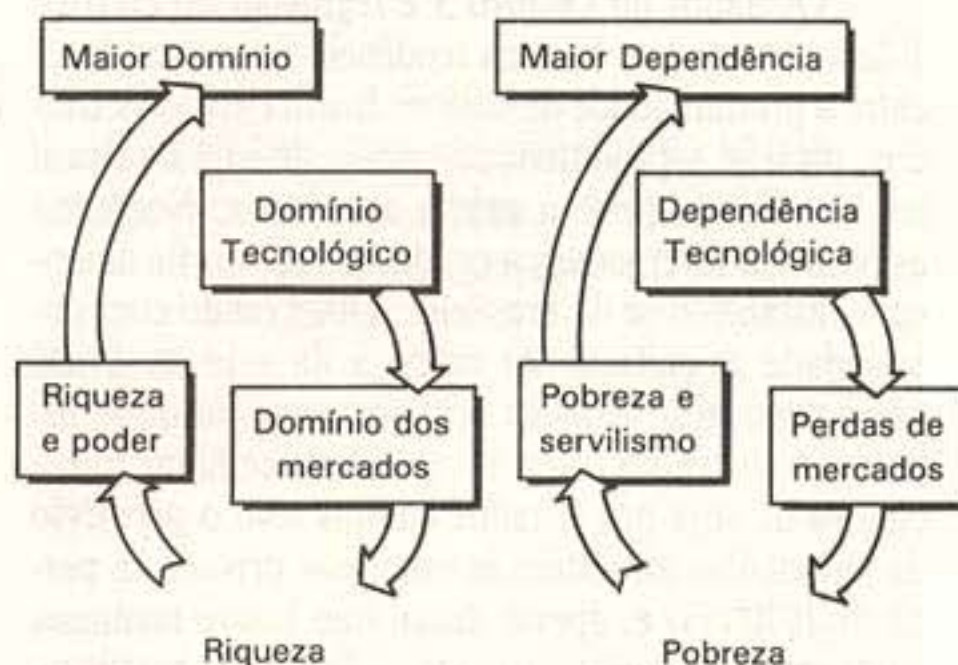 Maior Domínio
Domínio
Tecnológico
Riqueza
e poder
Domínio dos
mercados
Riqueza
Maior Dependência
Dependência
Tecnológica
Pobreza e
servilismo
Perdas de
mercados
Pobreza